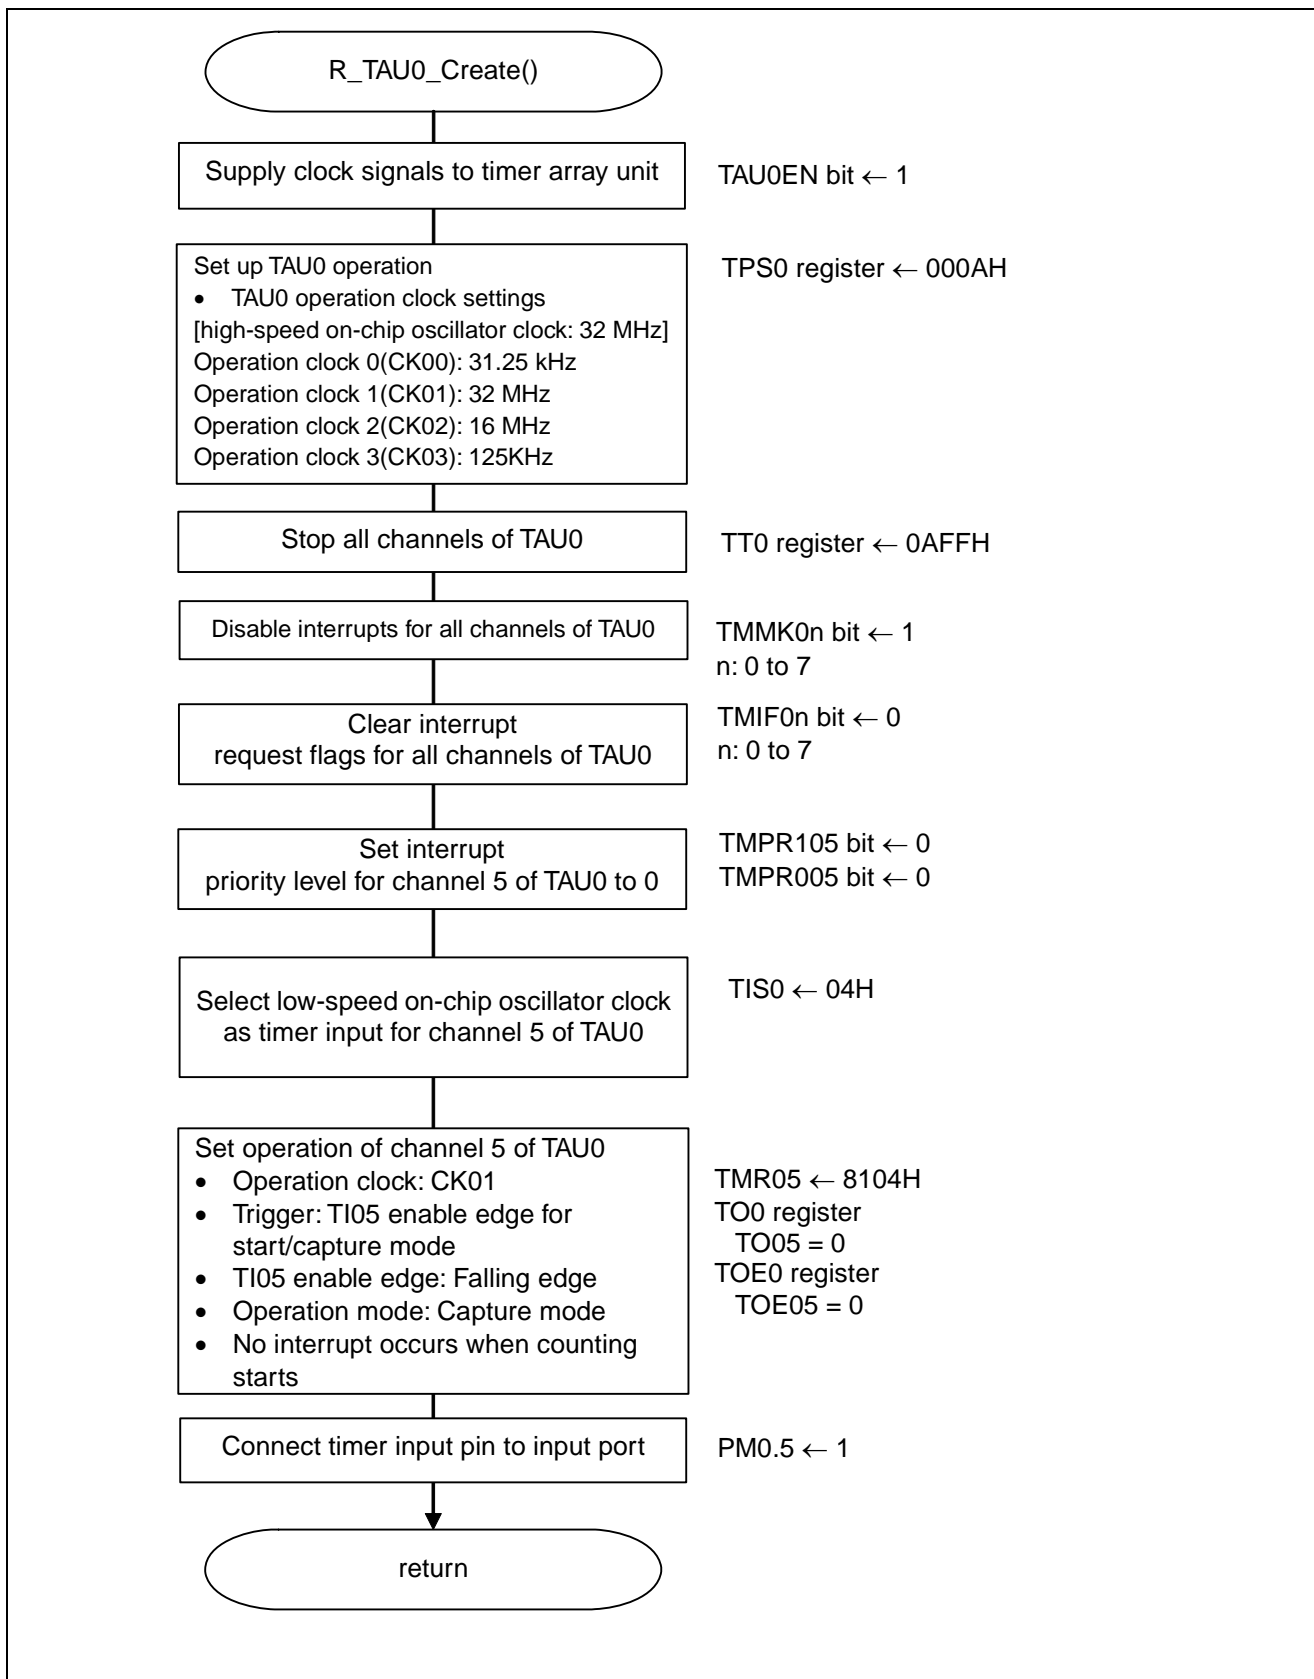 R_TAU0_Create()
Supply clock signals to timer array unit
TAU0EN bit ← 1
Set up TAU0 operation
• TAU0 operation clock settings
[high-speed on-chip oscillator clock: 32 MHz]
Operation clock 0(CK00): 31.25 kHz
Operation clock 1(CK01): 32 MHz
Operation clock 2(CK02): 16 MHz
Operation clock 3(CK03): 125KHz
TPS0 register ← 000AH
Stop all channels of TAU0
TT0 register ← 0AFFH
Disable interrupts for all channels of TAU0
TMMK0n bit ← 1
n: 0 to 7
Clear interrupt
request flags for all channels of TAU0
TMIF0n bit ← 0
n: 0 to 7
Set interrupt
priority level for channel 5 of TAU0 to 0
TMPR105 bit ← 0
TMPR005 bit ← 0
Select low-speed on-chip oscillator clock
as timer input for channel 5 of TAU0
TIS0 ← 04H
Set operation of channel 5 of TAU0
• Operation clock: CK01
• Trigger: TI05 enable edge for
start/capture mode
• TI05 enable edge: Falling edge
• Operation mode: Capture mode
• No interrupt occurs when counting
starts
TMR05 ← 8104H
TO0 register
TO05 = 0
TOE0 register
TOE05 = 0
Connect timer input pin to input port
PM0.5 ← 1
return